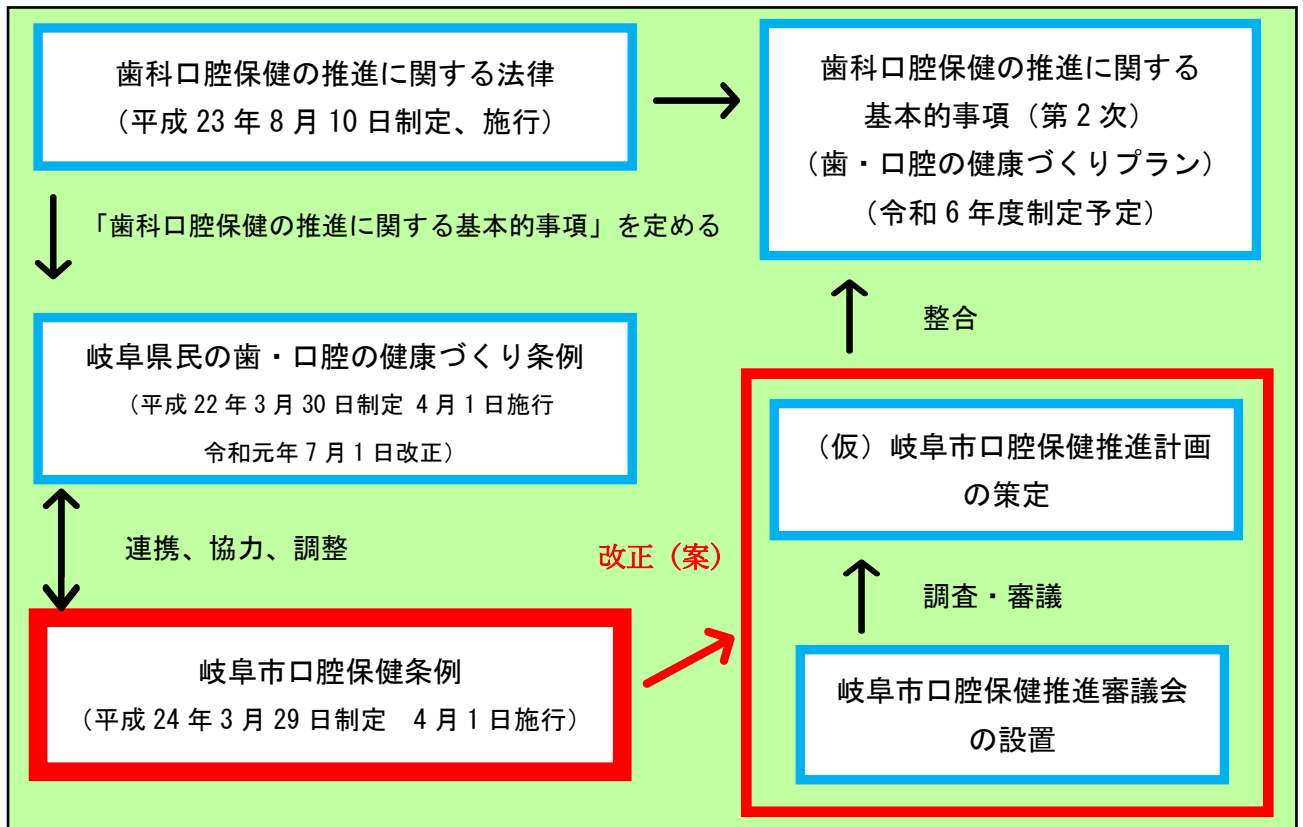 歯科口腔保健の推進に関する法律
（平成 23 年 8 月 10 日制定、施行）
歯科口腔保健の推進に関する
基本的事項（第 2 次）
（歯・口腔の健康づくりプラン）
（令和 6 年度制定予定）
「歯科口腔保健の推進に関する基本的事項」を定める
整合
岐阜県民の歯・口腔の健康づくり条例
（平成 22 年 3 月 30 日制定 4 月 1 日施行
令和元年 7 月 1 日改正）
（仮）岐阜市口腔保健推進計画
の策定
連携、協力、調整
改正（案）
調査・審議
岐阜市口腔保健条例
（平成 24 年 3 月 29 日制定　4 月 1 日施行）
岐阜市口腔保健推進審議会
の設置